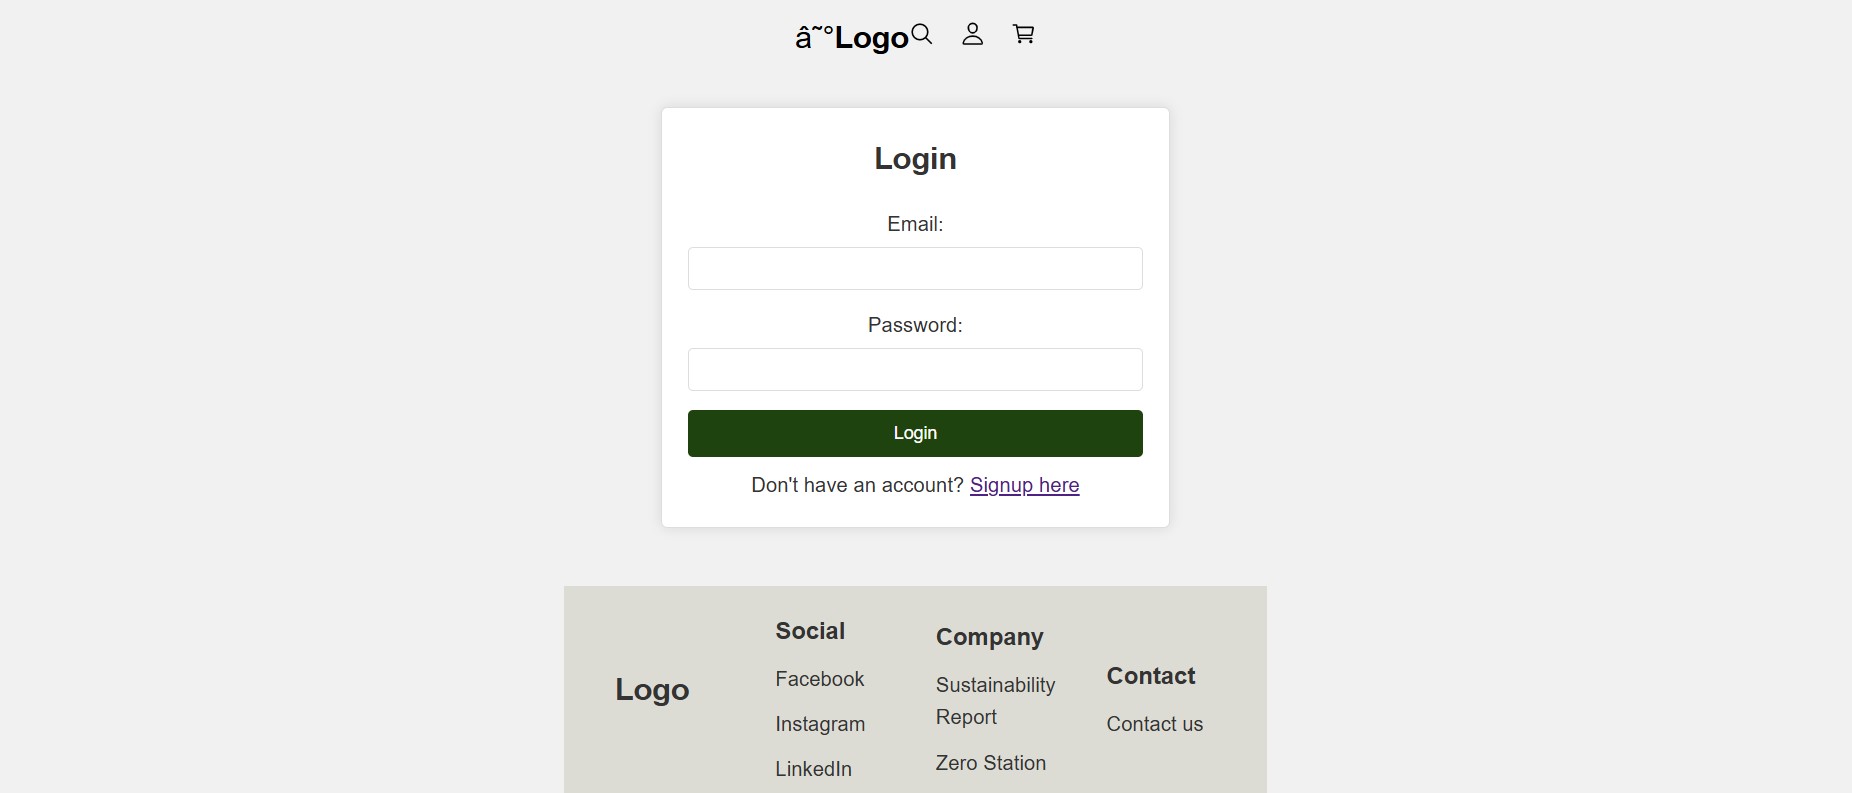 â˜°Logo
Login
Email:
Password:
Login
Don't have an account? Signup here
Logo
Social
Facebook
Instagram
LinkedIn
Company
Sustainability
Report
Zero Station
Contact
Contact us